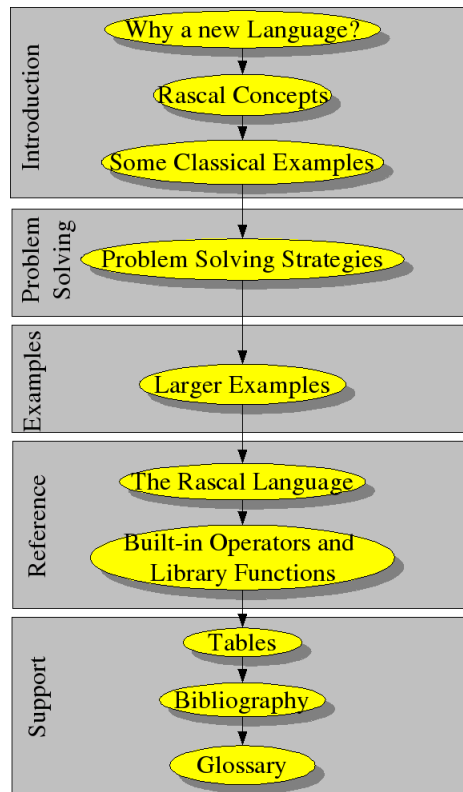 Introduction
Why a new Language?
Rascal Concepts
Some Classical Examples
Problem
Solving
Problem Solving Strategies
Examples
Larger Examples
Reference
The Rascal Language
Built-in Operators and
Library Functions
Support
Tables
Bibliography
Glossary